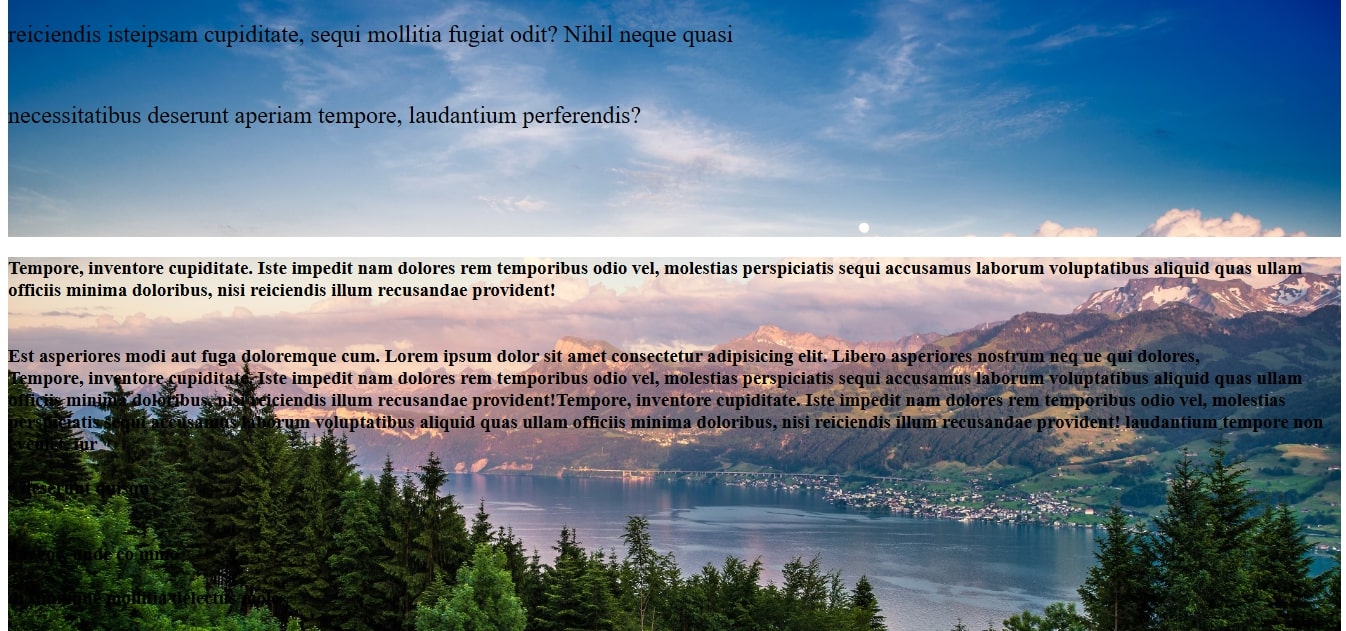 reiciendis isteipsam cupiditate, sequi mollitia fugiat odit? Nihil neque quasi
necessitatibus deserunt aperiam tempore, laudantium perferendis?
Tempore, inventore cupiditate. Iste impedit nam dolores rem temporibus odio vel, molestias perspiciatis sequi accusamus laborum voluptatibus aliquid quas ullam
officiis minima doloribus, nisi reiciendis illum recusandae provident!
Est asperiores modi aut fuga doloremque cum. Lorem ipsum dolor sit amet consectetur adipisicing elit. Libero asperiores nostrum neq ue qui dolores,
Tempore, inventore cupiditate. Iste impedit nam dolores rem temporibus odio vel, molestias perspiciatis sequi accusamus laborum voluptatibus aliquid quas ullam
officiis minima doloribus, nisi reiciendis illum recusandae provident!Tempore, inventore cupiditate. Iste impedit nam dolores rem temporibus odio vel, molestias
perspiciatis sequi accusamus laborum voluptatibus aliquid quas ullam officiis minima doloribus, nisi reiciendis illum recusandae provident! laudantium tempore non
mollitia delectus